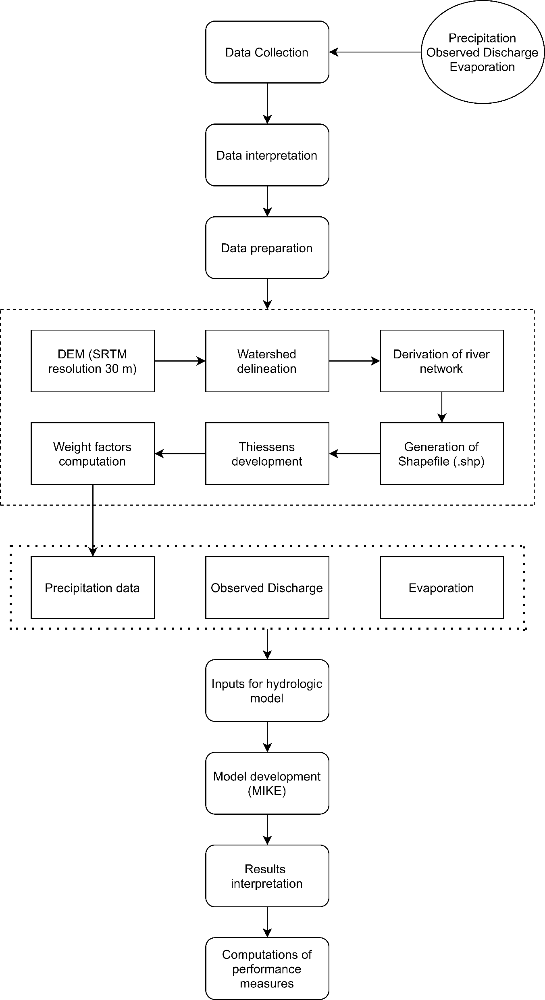 Precipitation
Observed Discharge
Evaporation
Data Collection
Data interpretation
Data preparation
DEM (SRTM
resolution 30 m)
Watershed
delineation
Derivation of river
network
Weight factors
computation
Thiessens
development
Generation of
Shapefile (.shp)
Precipitation data
Observed Discharge
Evaporation
Inputs for hydrologic
model
Model development
(MIKE)
Results
interpretation
Computations of
performance
measures